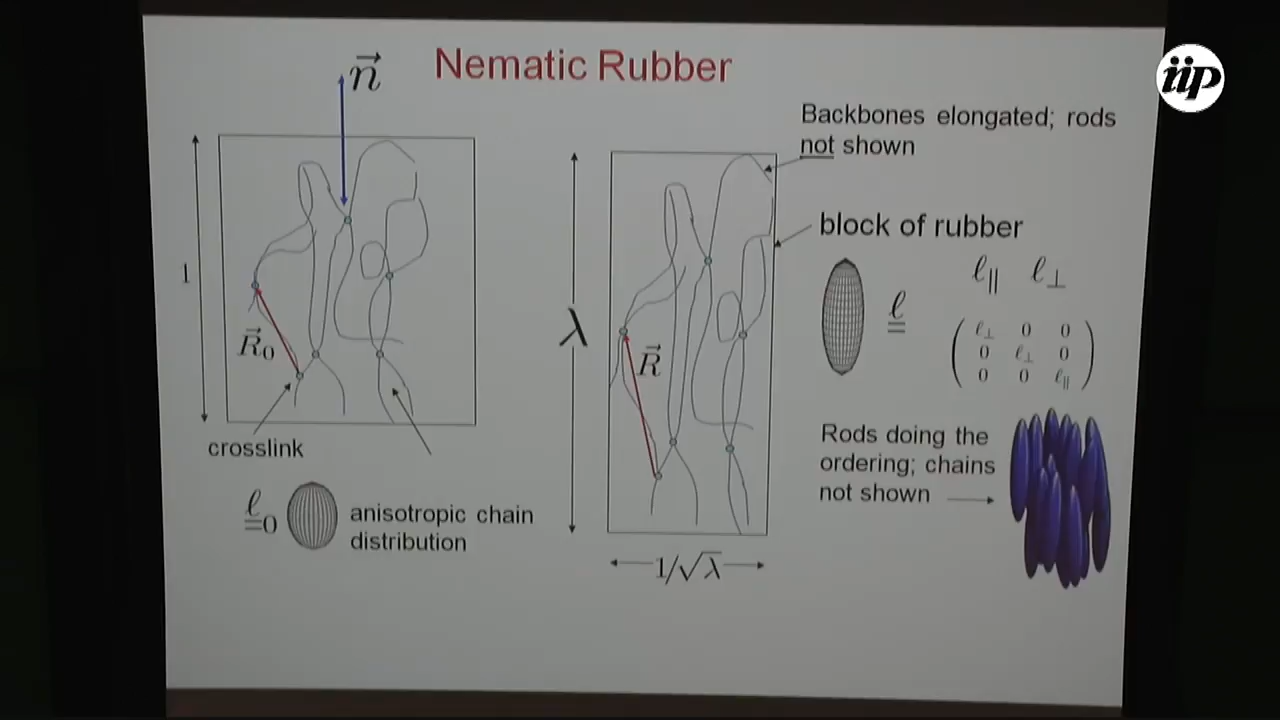 Nematic Rubber
iip
n⃗
Backbones elongated; rods
not shown
block of rubber
1
λ
R⃗₀
R⃗
ℓ
ℓ∥ ℓ⊥
ℓ⊥ 0 0
0 ℓ⊥ 0
0 0 ℓ∥
crosslink
Rods doing the
ordering; chains
not shown
ℓ₀
anisotropic chain
distribution
1/√λ